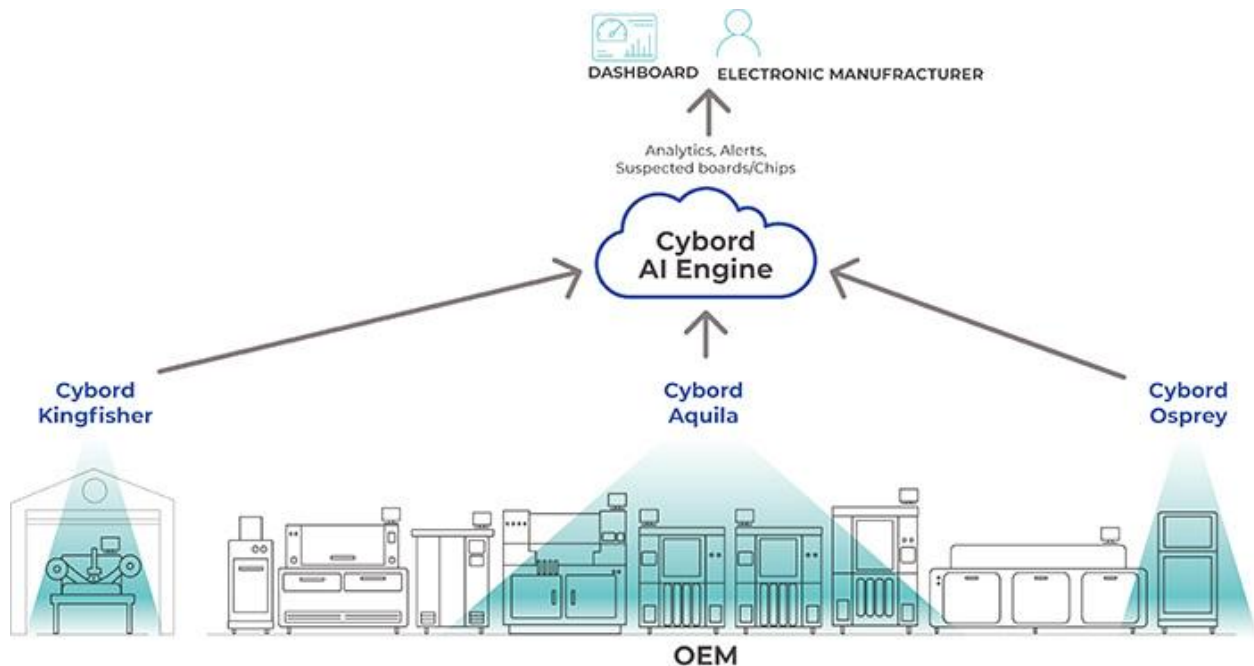 DASHBOARD
ELECTRONIC MANUFRACTURER
Analytics, Alerts,
Suspected boards/Chips
Cybord
AI Engine
Cybord
Kingfisher
Cybord
Aquila
Cybord
Osprey
OEM